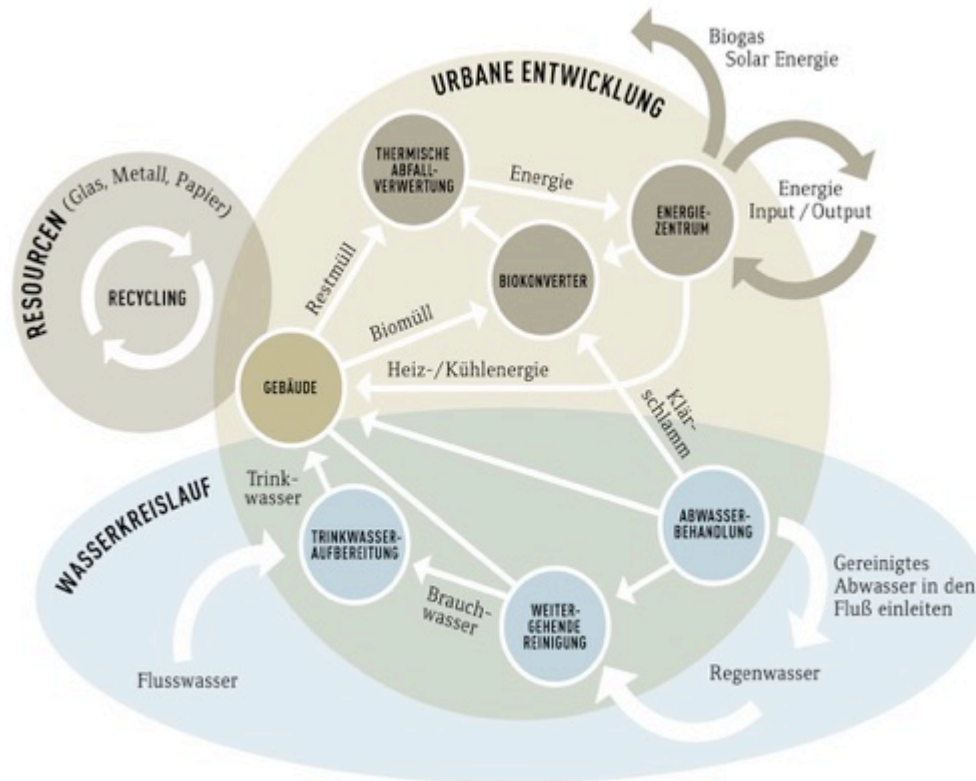 Biogas
Solar Energie
URBANE ENTWICKLUNG
THERMISCHE
ABFALL-
VERWERTUNG
Energie
ENERGIE-
ZENTRUM
Energie
Input / Output
RESOURCEN (Glas, Metall, Papier)
RECYCLING
Restmüll
BIOKONVERTER
Biomüll
GEBÄUDE
Heiz-/Kühlenergie
Klär-
schlamm
WASSERKREISLAUF
Trink-
wasser
TRINKWASSER-
AUFBEREITUNG
ABWASSER-
BEHANDLUNG
Brauch-
wasser
WEITER-
GEHENDE
REINIGUNG
Gereinigtes
Abwasser in den
Fluß einleiten
Flusswasser
Regenwasser